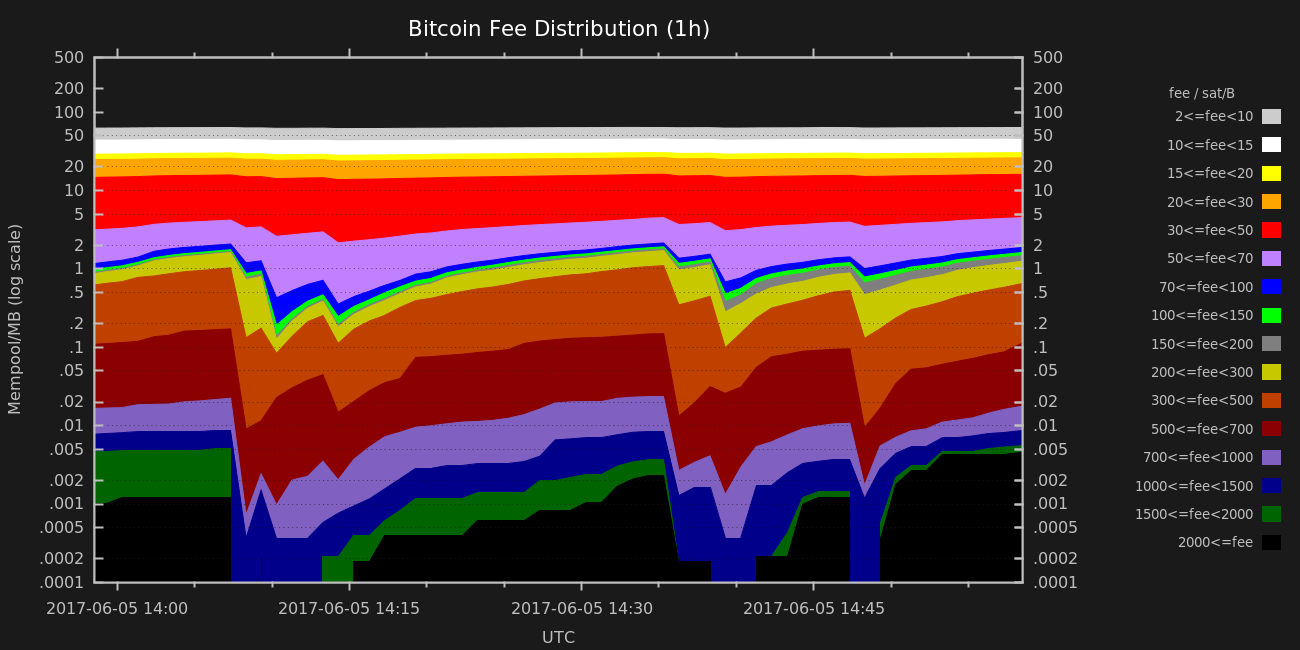 Bitcoin Fee Distribution (1h)
Mempool/MB (log scale)
500
200
100
50
20
10
5
2
1
.5
.2
.1
.05
.02
.01
.005
.002
.001
.0005
.0002
.0001
500
200
100
50
20
10
5
2
1
.5
.2
.1
.05
.02
.01
.005
.002
.001
.0005
.0002
.0001
2017-06-05 14:00
2017-06-05 14:15
2017-06-05 14:30
2017-06-05 14:45
UTC
fee / sat/B
2<=fee<10
10<=fee<15
15<=fee<20
20<=fee<30
30<=fee<50
50<=fee<70
70<=fee<100
100<=fee<150
150<=fee<200
200<=fee<300
300<=fee<500
500<=fee<700
700<=fee<1000
1000<=fee<1500
1500<=fee<2000
2000<=fee